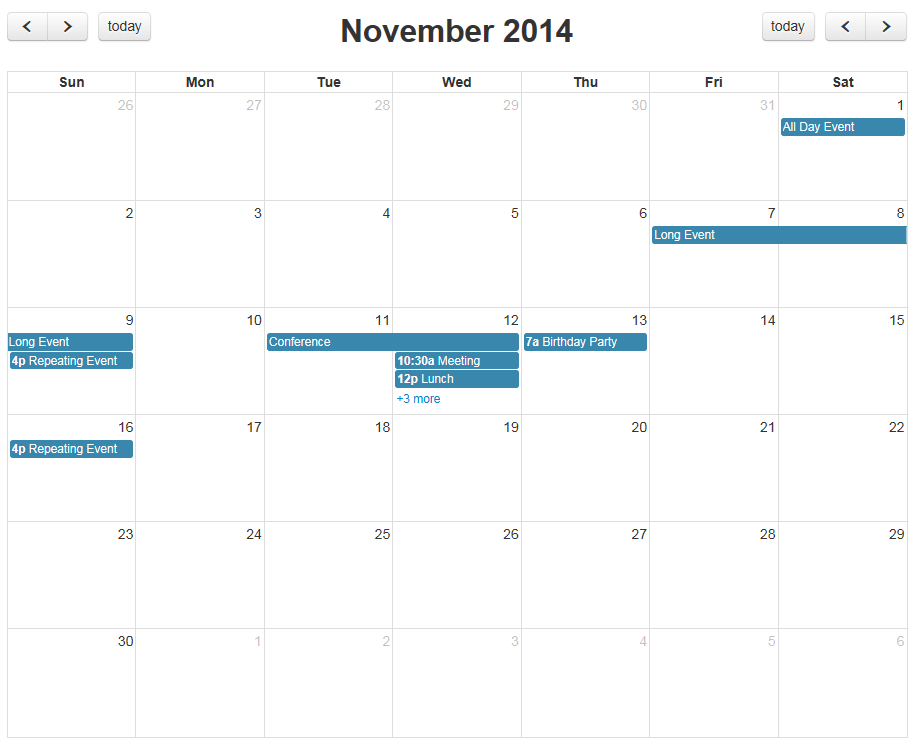 today November 2014 today
Sun Mon Tue Wed Thu Fri Sat
26 27 28 29 30 31 1
All Day Event
2 3 4 5 6 7 8
Long Event
9 10 11 12 13 14 15
Long Event Conference 7a Birthday Party
4p Repeating Event 10:30a Meeting
12p Lunch
+3 more
16 17 18 19 20 21 22
4p Repeating Event
23 24 25 26 27 28 29
30 1 2 3 4 5 6